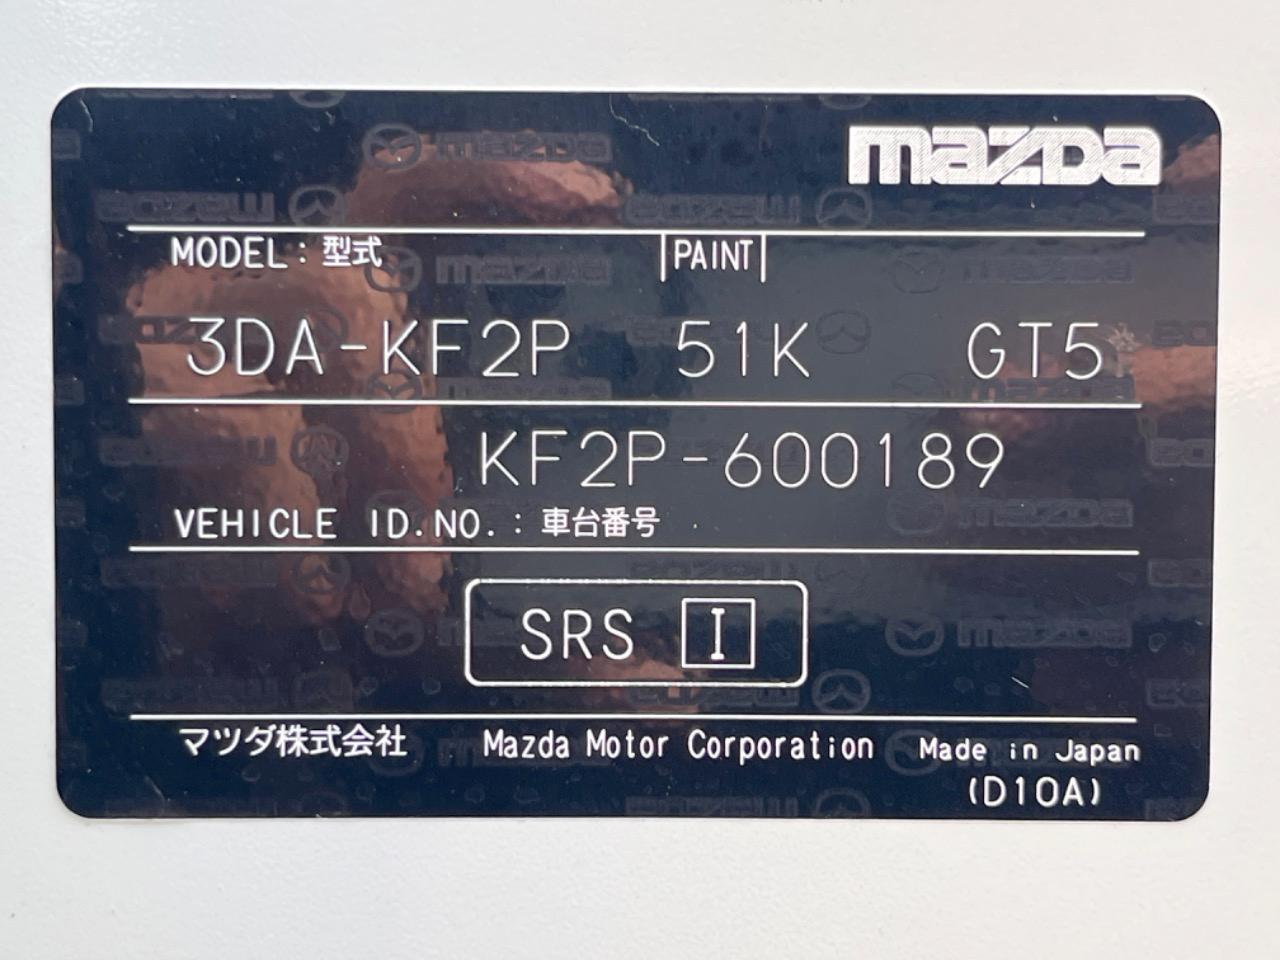 mazda
MODEL : 型式 PAINT
3DA-KF2P 51K GT5
KF2P-600189
VEHICLE ID.NO. : 車台番号
SRS I
マツダ株式会社 Mazda Motor Corporation Made in Japan
(D10A)